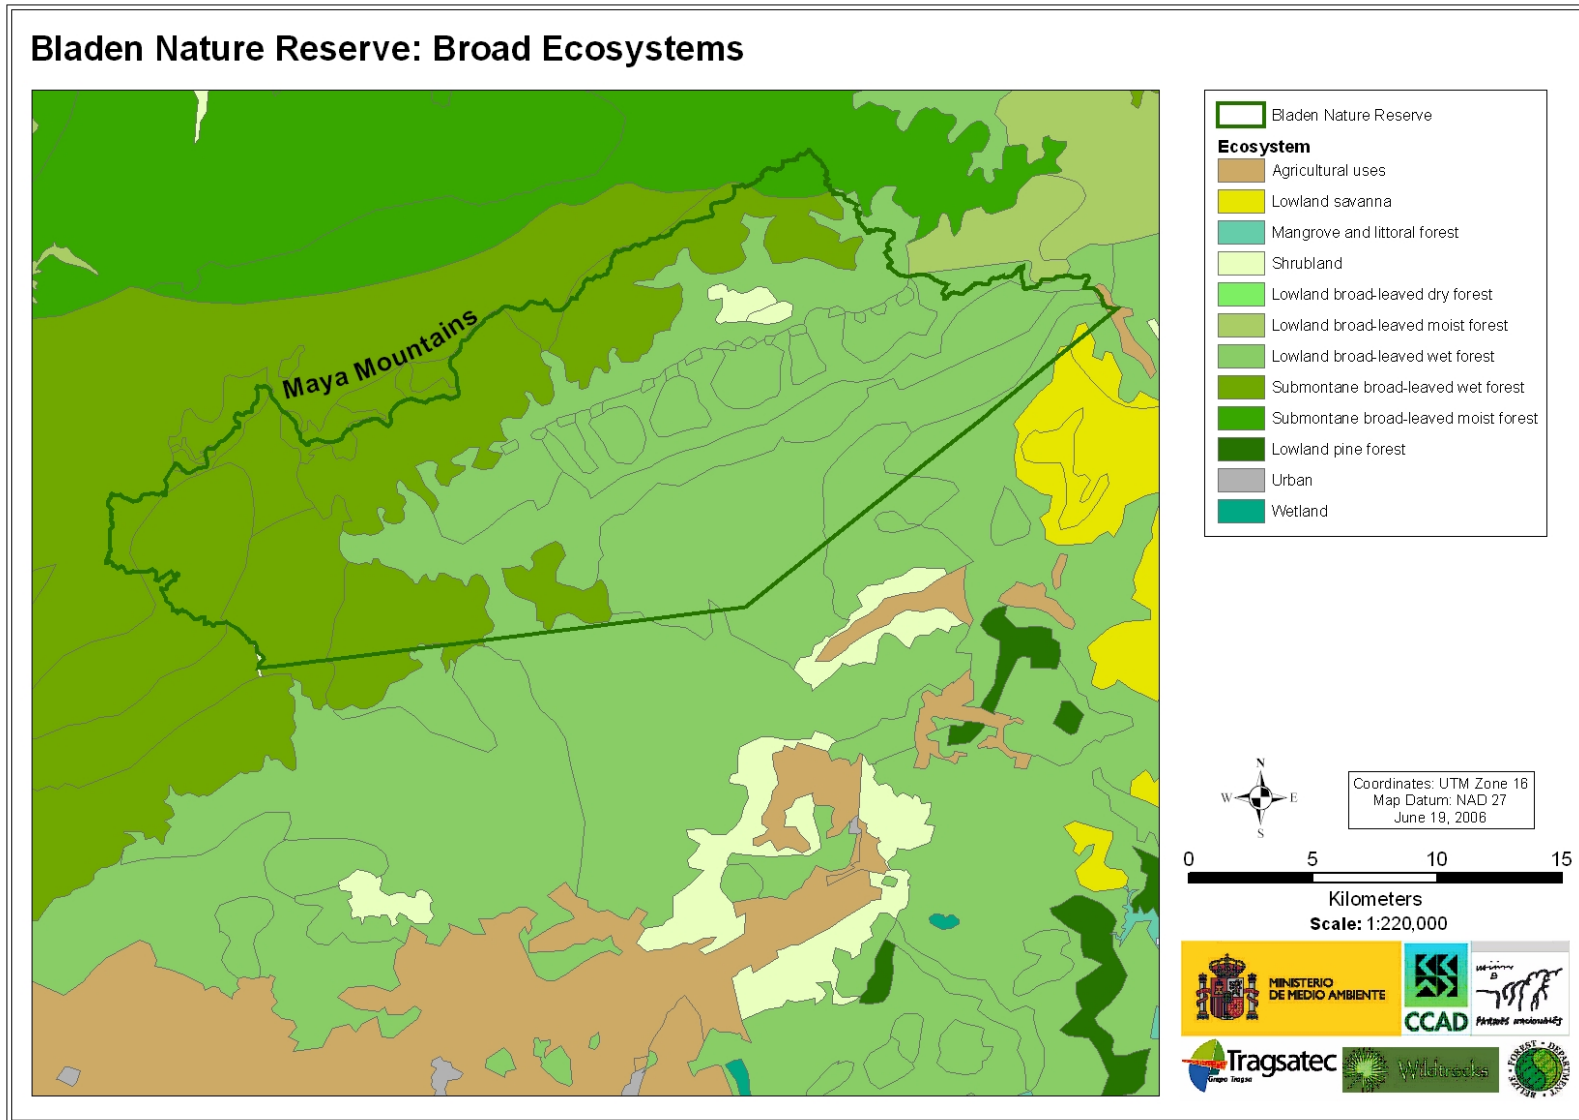 Bladen Nature Reserve: Broad Ecosystems
Maya Mountains
Bladen Nature Reserve
Ecosystem
Agricultural uses
Lowland savanna
Mangrove and littoral forest
Shrubland
Lowland broad-leaved dry forest
Lowland broad-leaved moist forest
Lowland broad-leaved wet forest
Submontane broad-leaved wet forest
Submontane broad-leaved moist forest
Lowland pine forest
Urban
Wetland
N
W E
S
Coordinates: UTM Zone 16
Map Datum: NAD 27
June 19, 2006
0 5 10 15
Kilometers
Scale: 1:220,000
MINISTERIO
DE MEDIO AMBIENTE
CCAD
Tragsatec
Grupo Tragsa
Wildtracks
FOREST DEPARTMENT
BELIZE